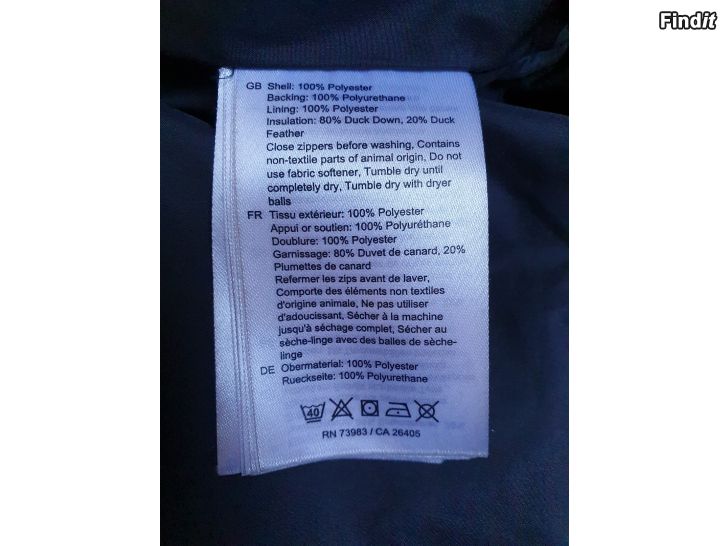 Findit
GB Shell: 100% Polyester
Backing: 100% Polyurethane
Lining: 100% Polyester
Insulation: 80% Duck Down, 20% Duck
Feather
Close zippers before washing, Contains
non-textile parts of animal origin, Do not
use fabric softener, Tumble dry until
completely dry, Tumble dry with dryer
balls
FR Tissu extérieur: 100% Polyester
Appui or soutien: 100% Polyuréthane
Doublure: 100% Polyester
Garnissage: 80% Duvet de canard, 20%
Plumettes de canard
Refermer les zips avant de laver,
Comporte des éléments non textiles
d'origine animale, Ne pas utiliser
d'adoucissant, Sécher à la machine
jusqu'à séchage complet, Sécher au
sèche-linge avec des balles de sèche-
linge
DE Obermaterial: 100% Polyester
Rueckseite: 100% Polyurethane
40
RN 73983 / CA 26405